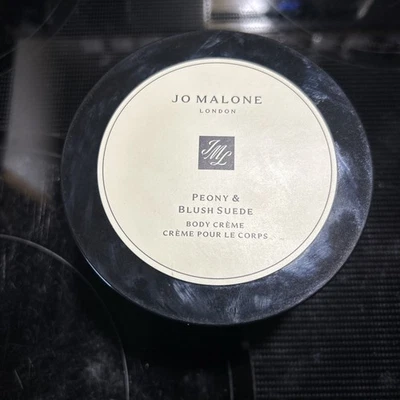 JO MALONE
LONDON
JML
PEONY &
BLUSH SUEDE
BODY CRÈME
CRÈME POUR LE CORPS